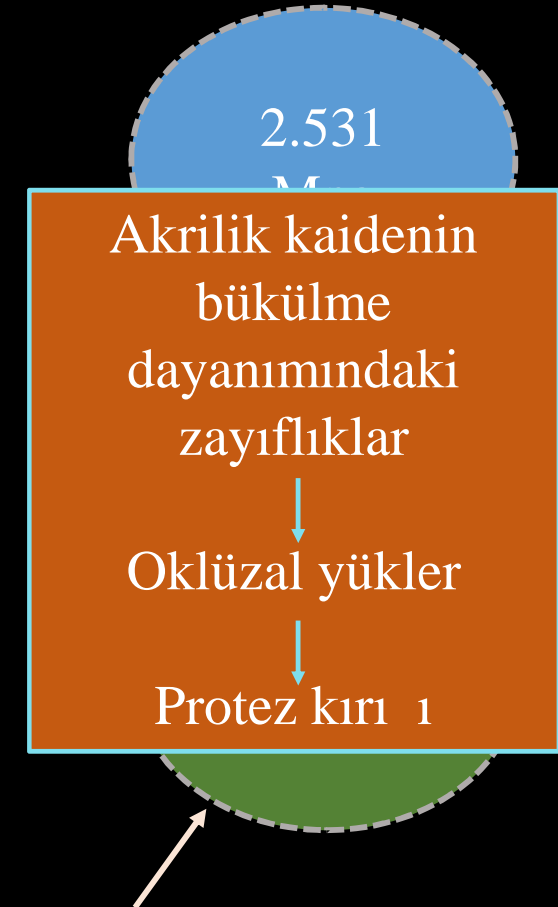 2.531
Akrilik kaidenin
bükülme
dayanımındaki
zayıflıklar
Oklüzal yükler
Protez kırı ı